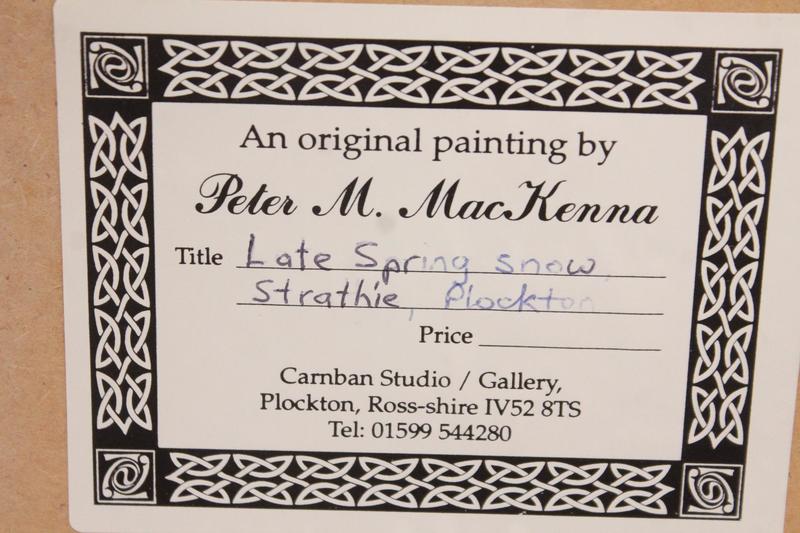 An original painting by
Peter M. MacKenna
Title Late Spring snow
Strathie, Plockton
Price
Carnban Studio / Gallery,
Plockton, Ross-shire IV52 8TS
Tel: 01599 544280